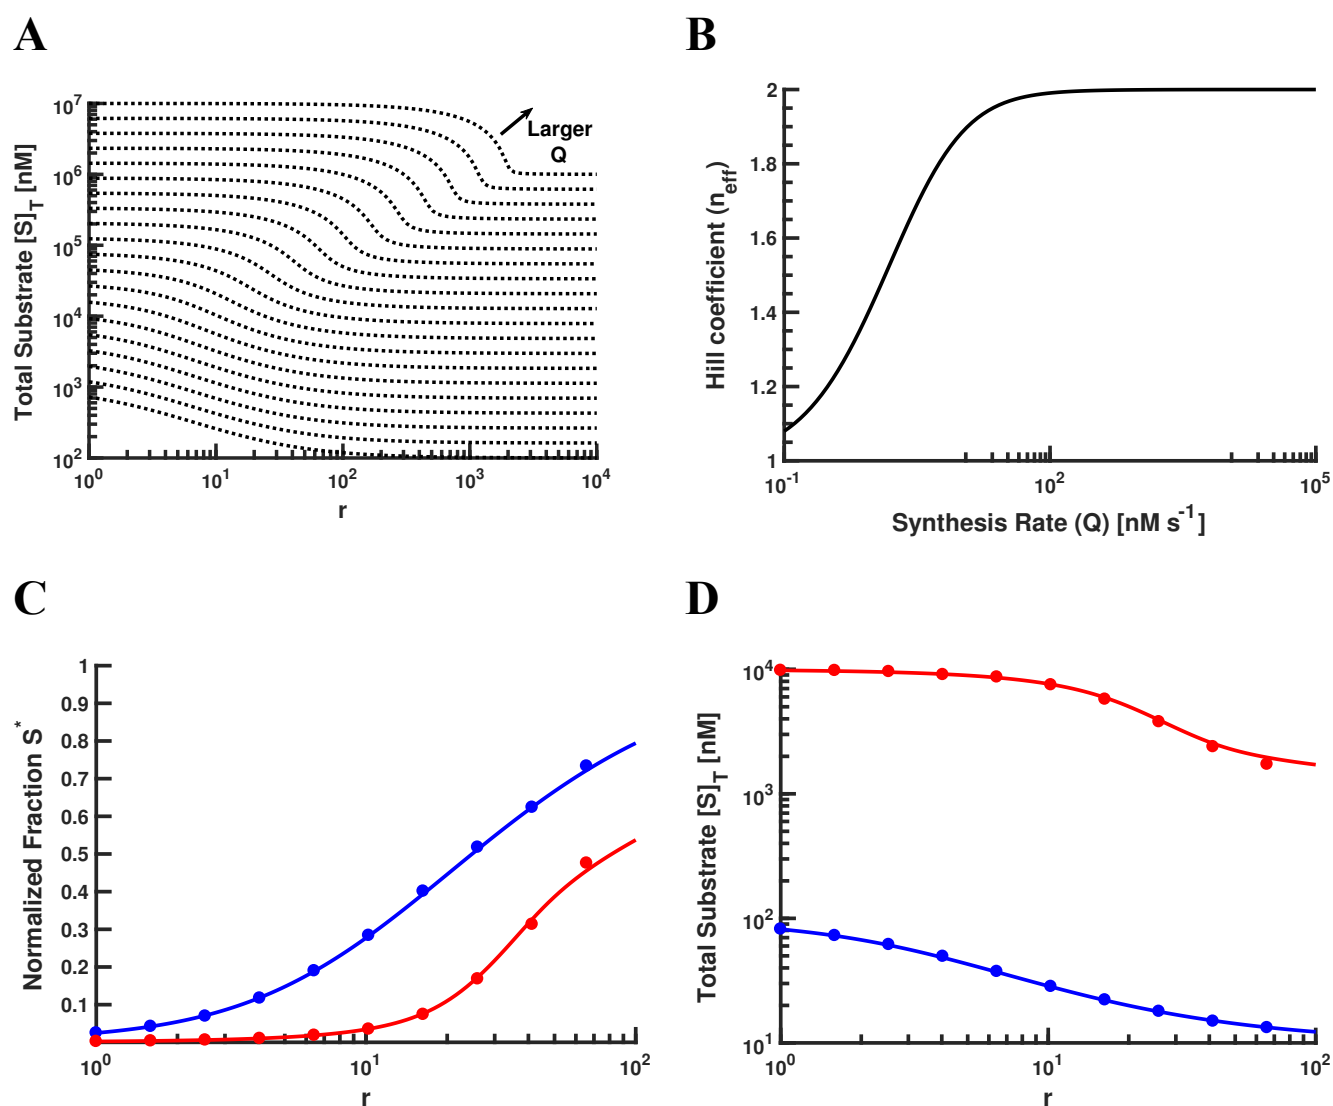 A
Total Substrate [S]_T [nM]
10^7
10^6
10^5
10^4
10^3
10^2
10^0
10^1
10^2
10^3
10^4
r
Larger
Q
B
Hill coefficient (n_eff)
2
1.8
1.6
1.4
1.2
1
10^-1
10^2
10^5
Synthesis Rate (Q) [nM s^-1]
C
Normalized Fraction S^*
1
0.9
0.8
0.7
0.6
0.5
0.4
0.3
0.2
0.1
10^0
10^1
10^2
r
D
Total Substrate [S]_T [nM]
10^4
10^3
10^2
10^1
10^0
10^1
10^2
r